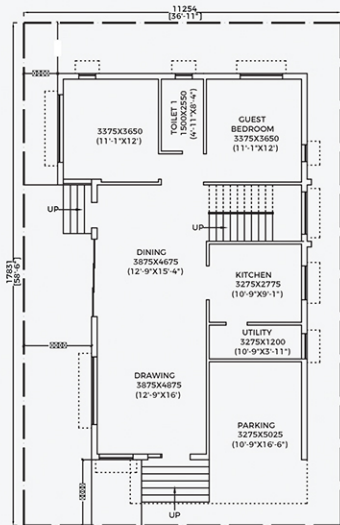 11254
[36'-11"]
17831
[58'-6"]
3375X3650
(11'-1"X12')
TOILET 1
1500X2550
(4'-11"X8'-4")
GUEST
BEDROOM
3375X3650
(11'-1"X12')
UP
UP
DINING
3875X4675
(12'-9"X15'-4")
KITCHEN
3275X2775
(10'-9"X9'-1")
UTILITY
3275X1200
(10'-9"X3'-11")
DRAWING
3875X4875
(12'-9"X16')
PARKING
3275X5025
(10'-9"X16'-6")
UP